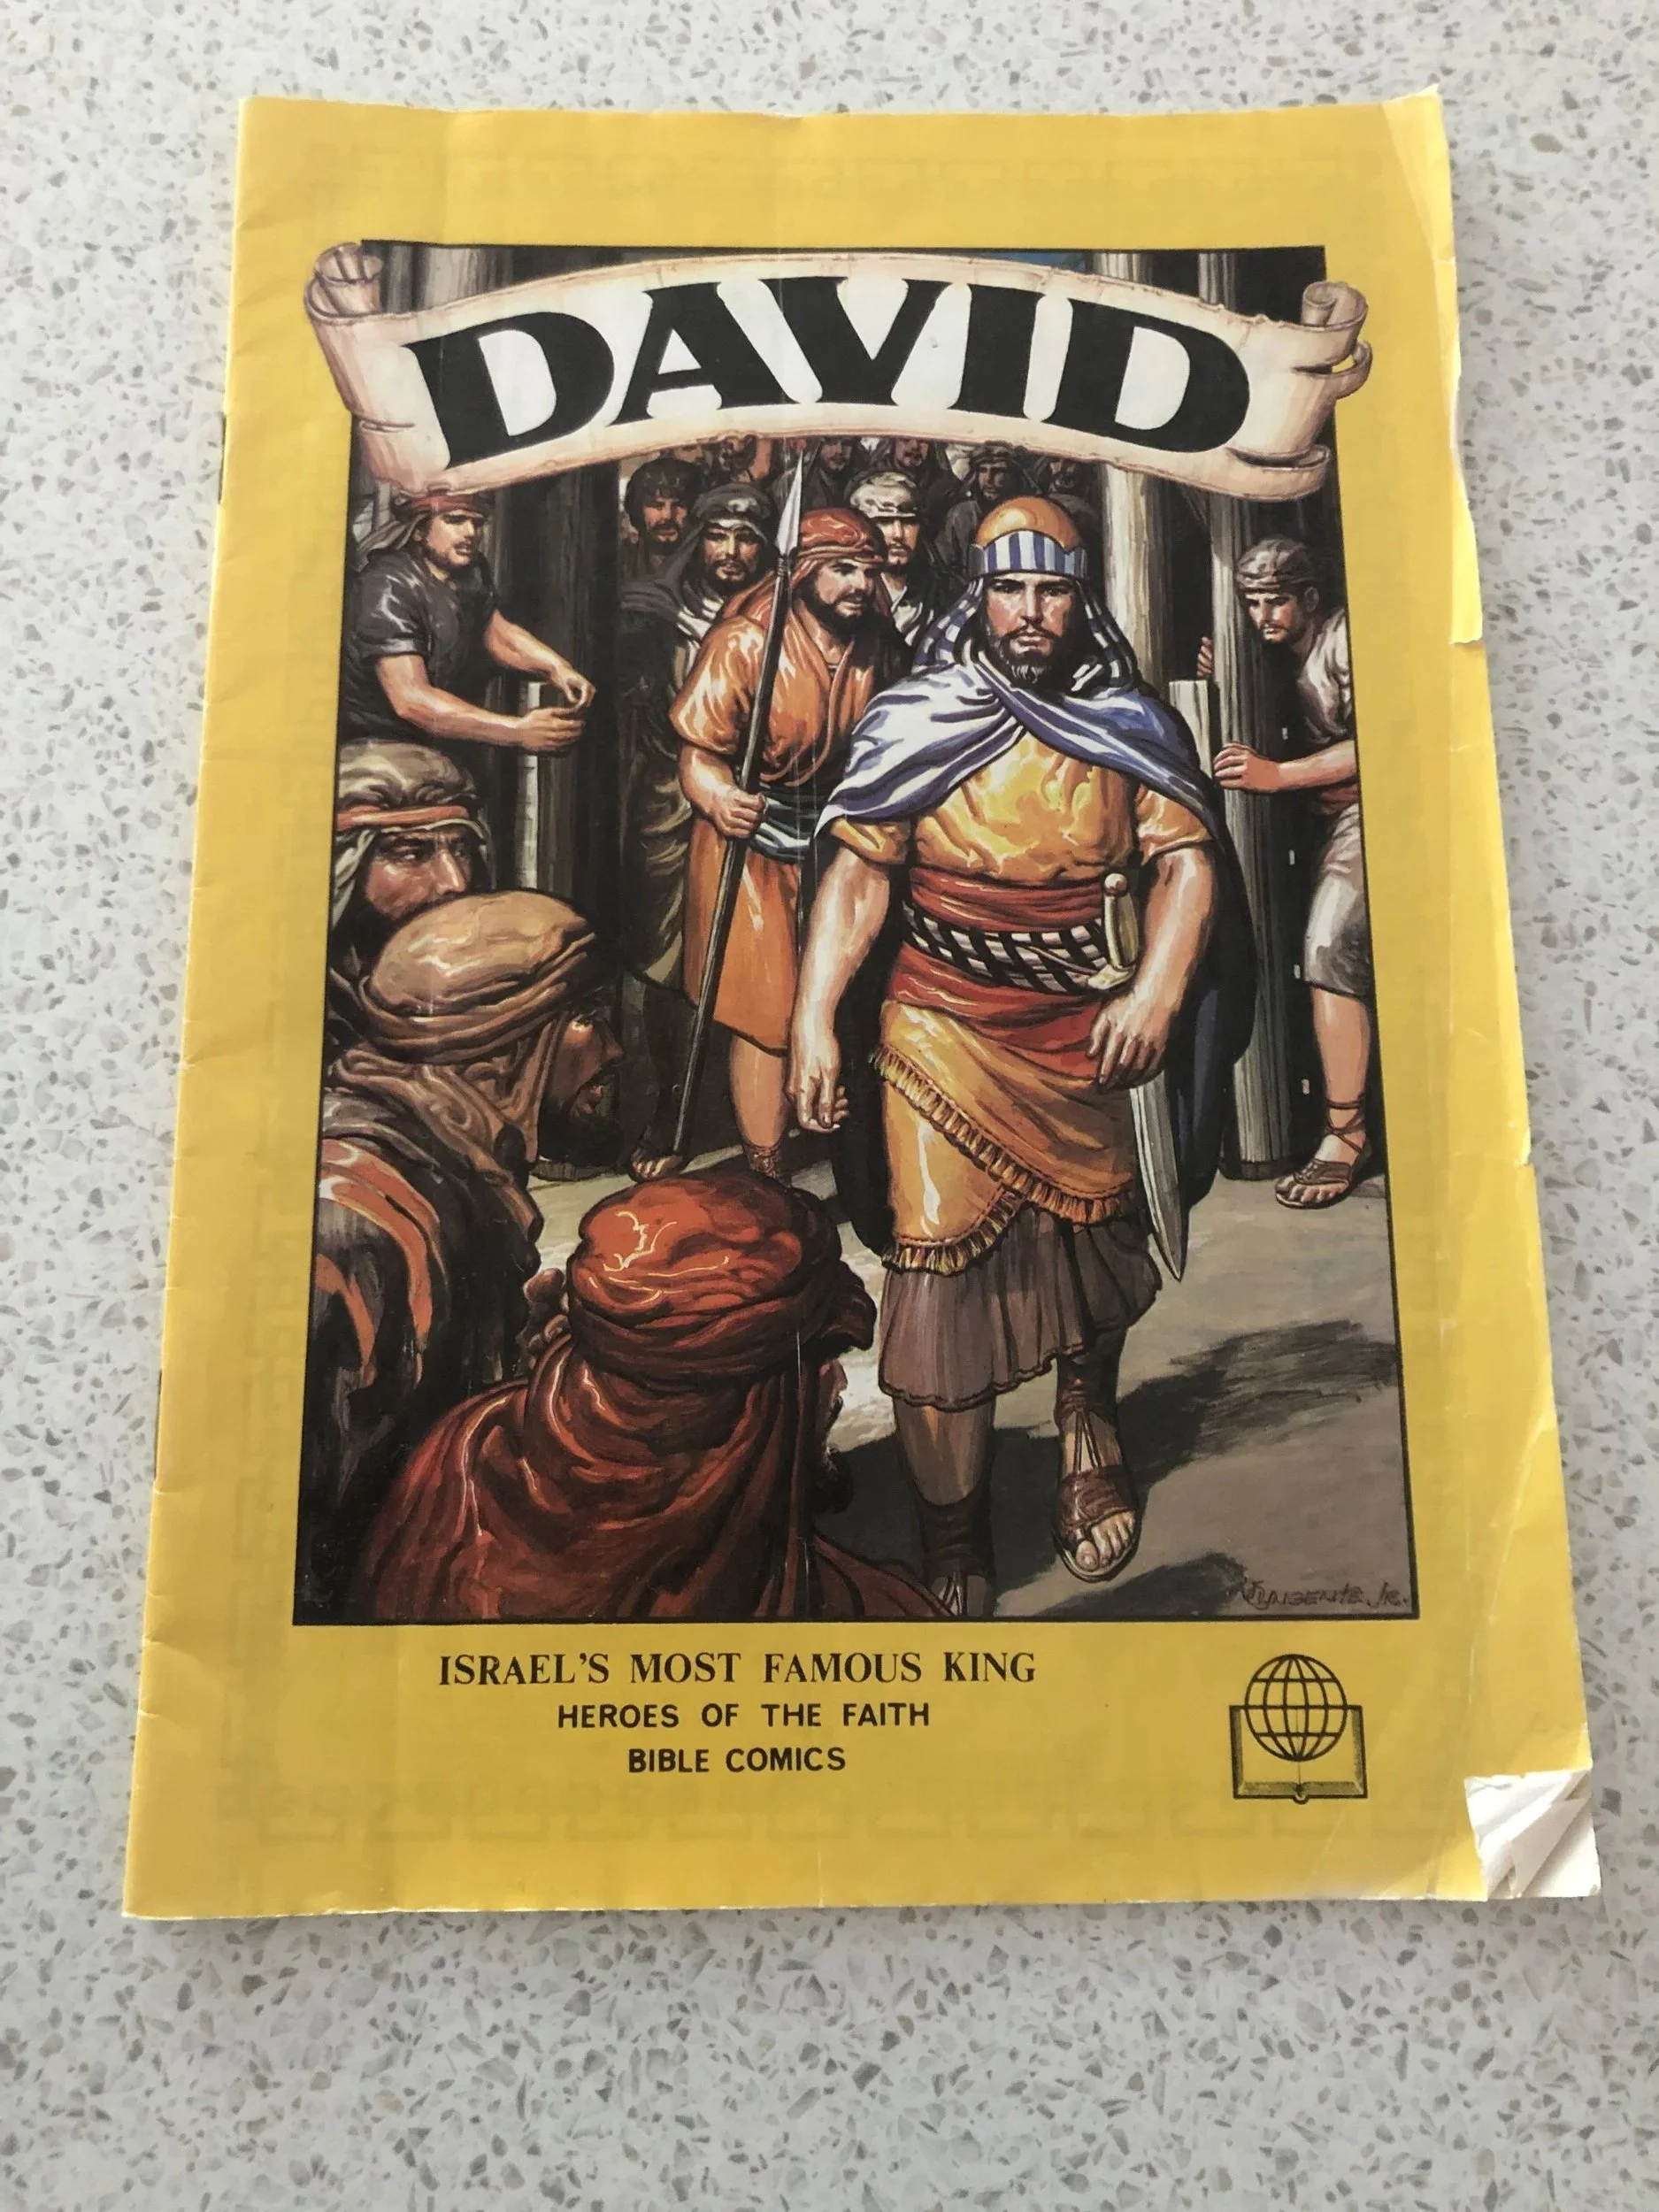 DAVID
ISRAEL'S MOST FAMOUS KING
HEROES OF THE FAITH
BIBLE COMICS